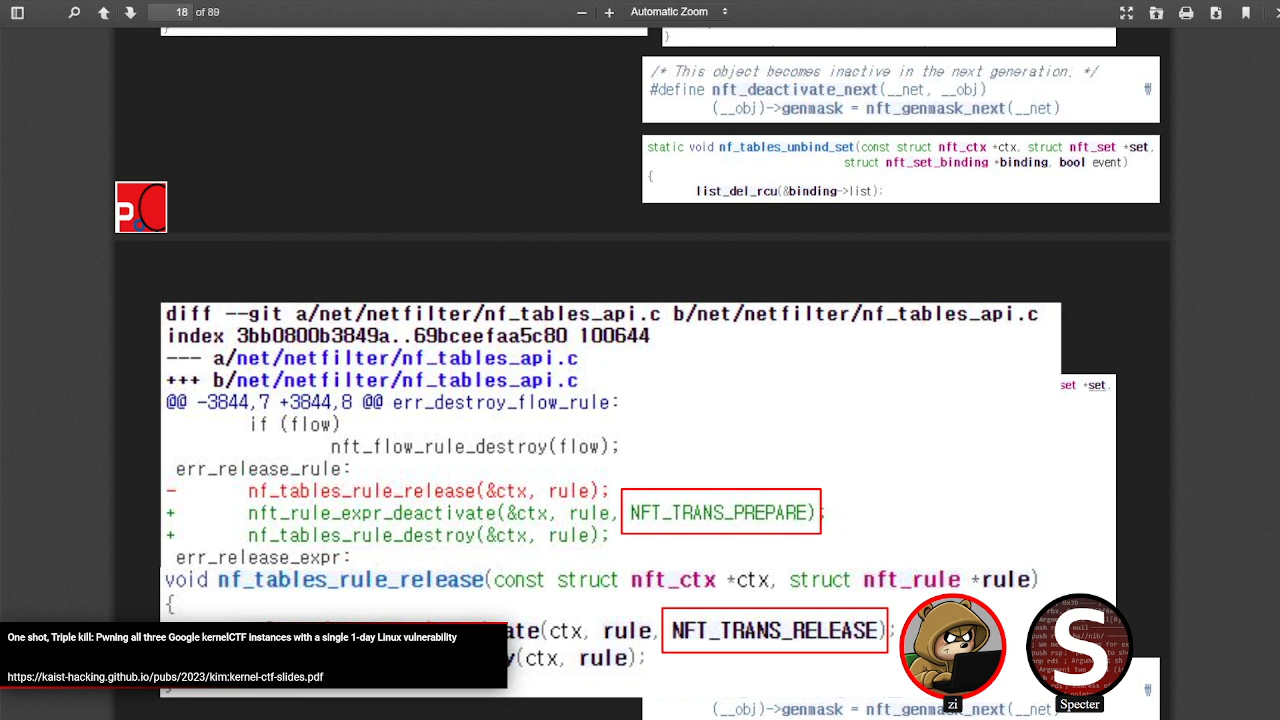 18 of 89
Automatic Zoom
}
}
/* This object becomes inactive in the next generation. */
#define nft_deactivate_next(__net, __obj)
(__obj)->genmask = nft_genmask_next(__net)
static void nf_tables_unbind_set(const struct nft_ctx *ctx, struct nft_set *set,
struct nft_set_binding *binding, bool event)
{
list_del_rcu(&binding->list);
diff --git a/net/netfilter/nf_tables_api.c b/net/netfilter/nf_tables_api.c
index 3bb0800b3849a..69bceefaa5c80 100644
--- a/net/netfilter/nf_tables_api.c
+++ b/net/netfilter/nf_tables_api.c
set *set,
@@ -3844,7 +3844,8 @@ err_destroy_flow_rule:
if (flow)
nft_flow_rule_destroy(flow);
err_release_rule:
- nf_tables_rule_release(&ctx, rule);
+ nft_rule_expr_deactivate(&ctx, rule, NFT_TRANS_PREPARE);
+ nf_tables_rule_destroy(&ctx, rule);
err_release_expr:
void nf_tables_rule_release(const struct nft_ctx *ctx, struct nft_rule *rule)
{
ate(ctx, rule, NFT_TRANS_RELEASE);
(ctx, rule);
One shot, Triple kill: Pwning all three Google kernelCTF instances with a single 1-day Linux vulnerability
https://kaist-hacking.github.io/pubs/2023/kim:kernel-ctf-slides.pdf
S
zi
Specter
(__obj)->genmask = nft_genmask_next(__net)